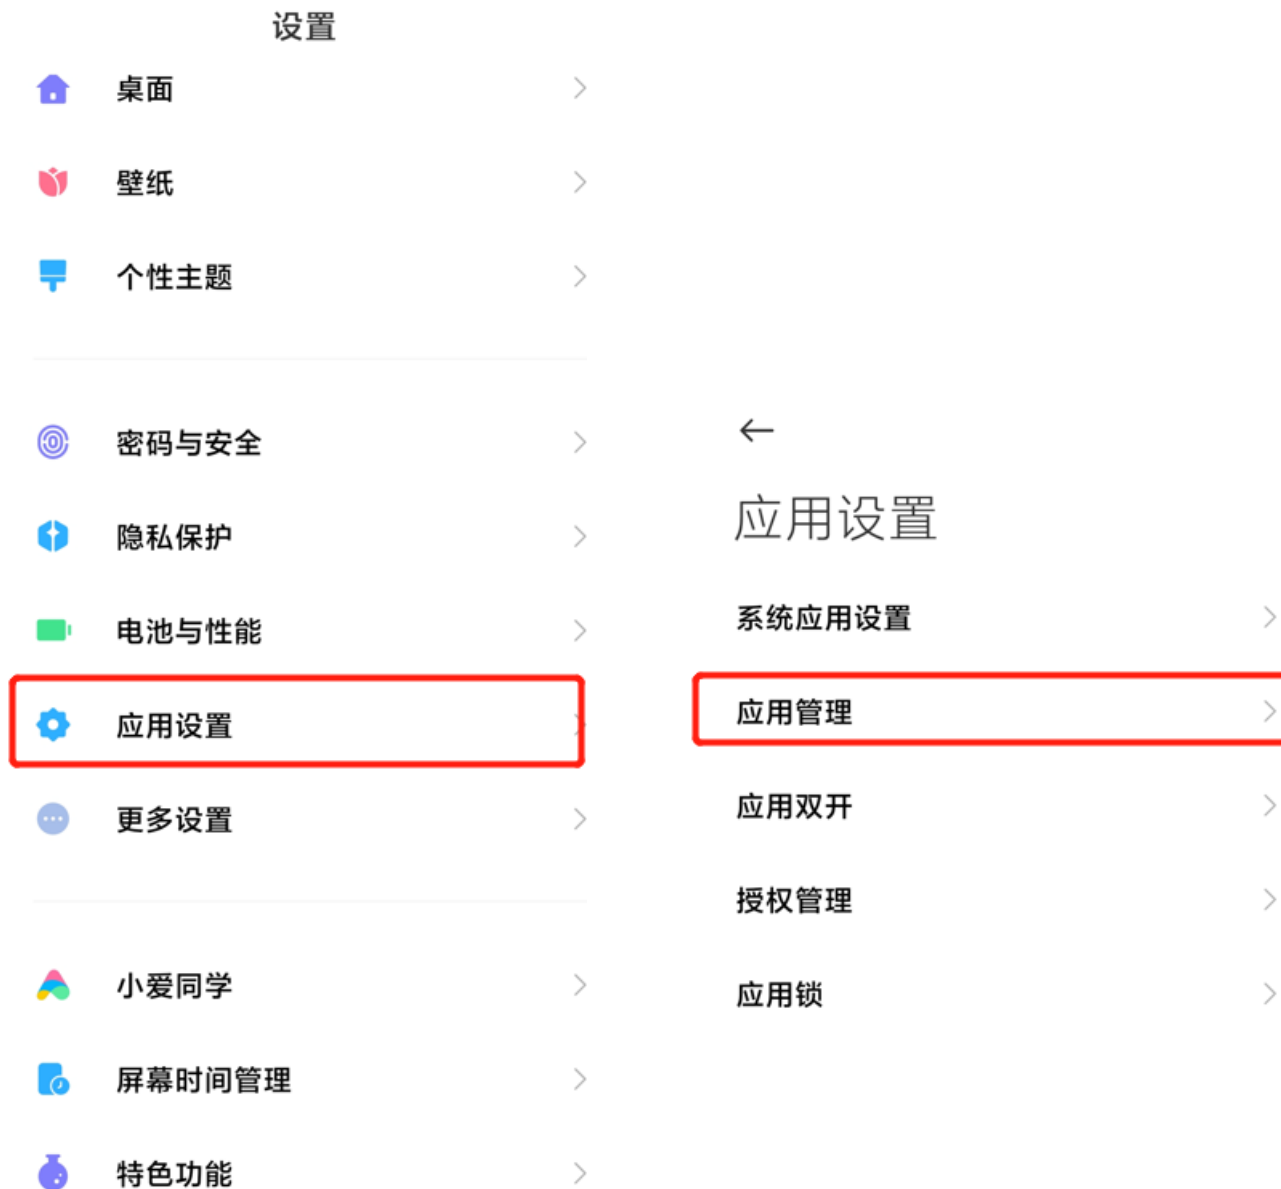 设置
桌面
壁纸
个性主题
密码与安全
隐私保护
电池与性能
应用设置
更多设置
小爱同学
屏幕时间管理
特色功能
应用设置
系统应用设置
应用管理
应用双开
授权管理
应用锁